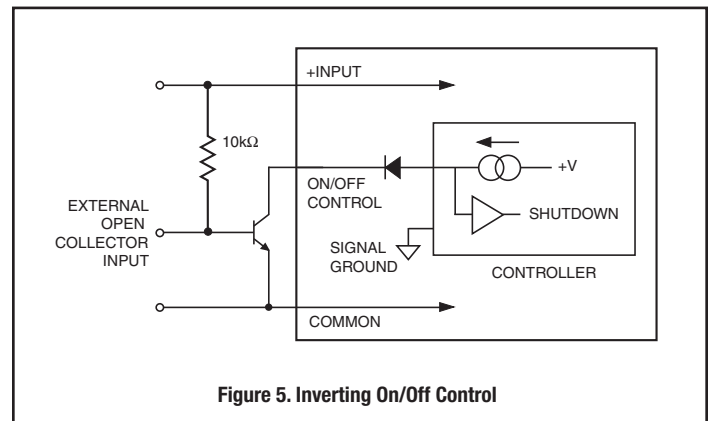 +INPUT
10kΩ
ON/OFF
CONTROL
+V
SHUTDOWN
EXTERNAL
OPEN
COLLECTOR
INPUT
SIGNAL
GROUND
CONTROLLER
COMMON
Figure 5. Inverting On/Off Control